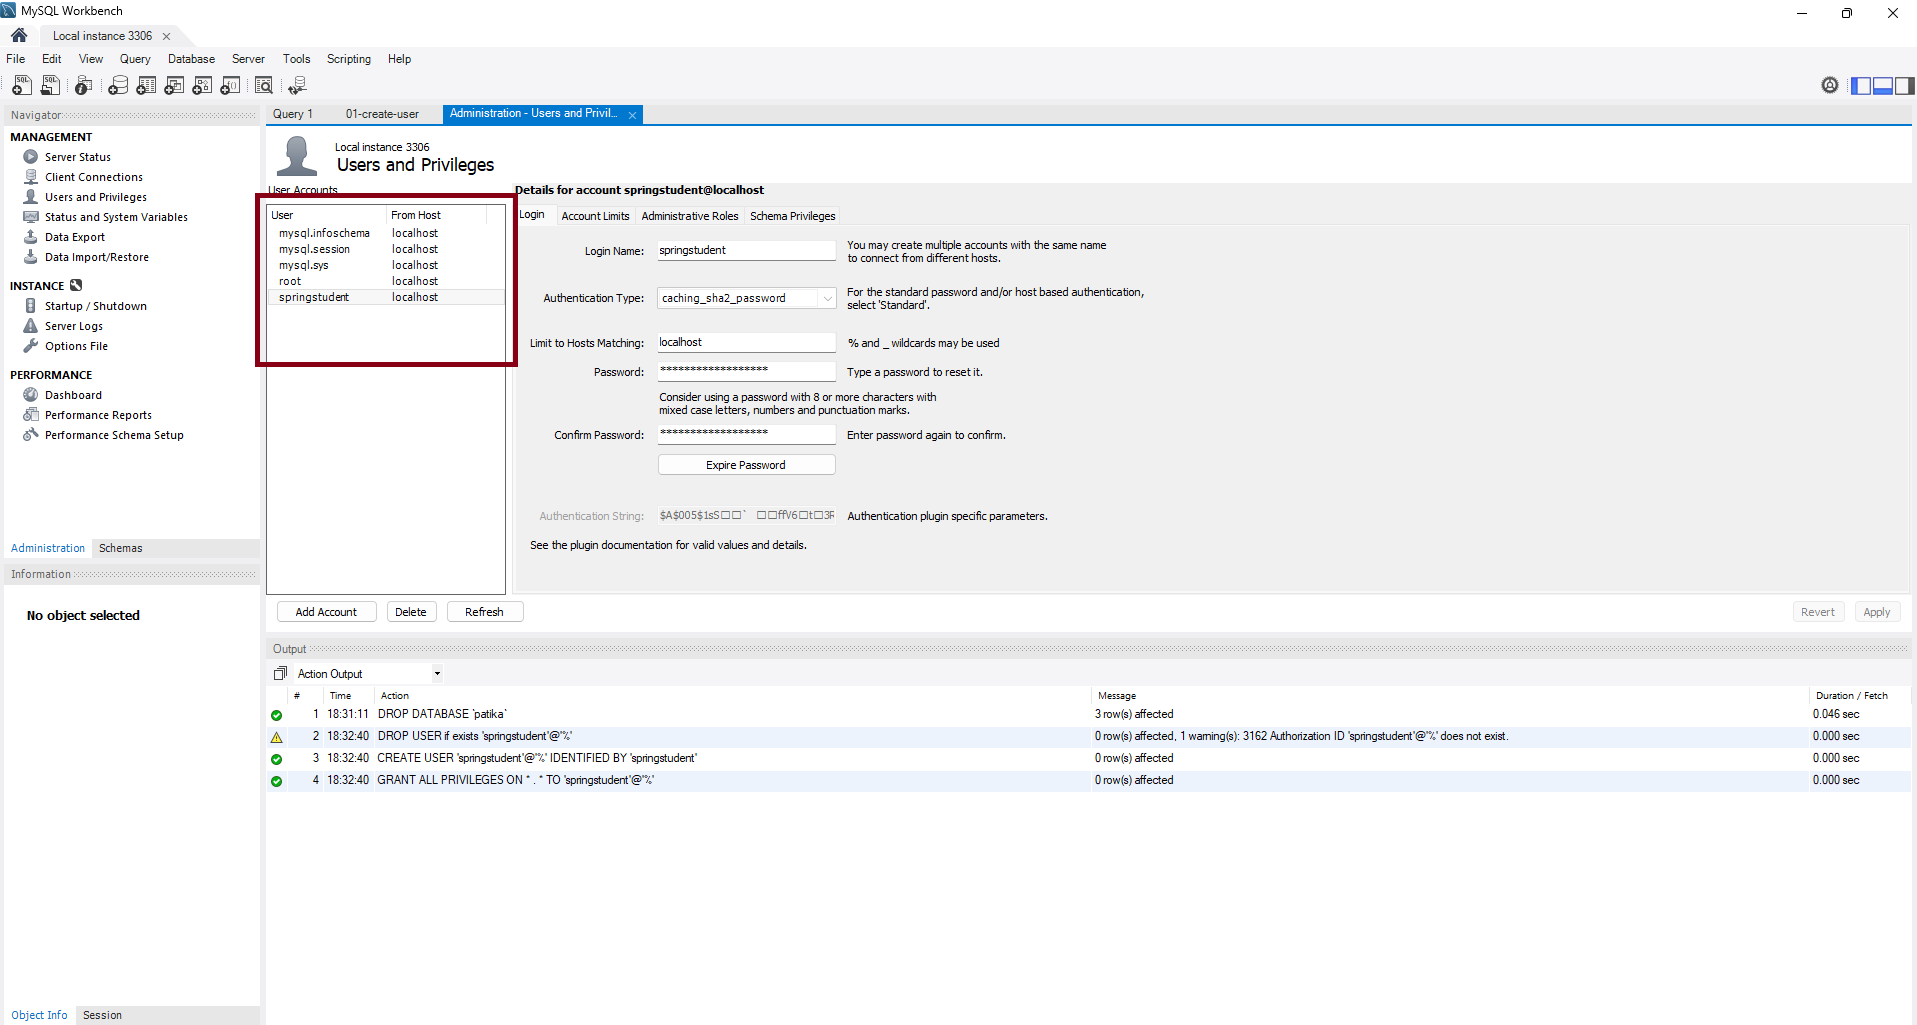 MySQL Workbench
Local instance 3306
File Edit View Query Database Server Tools Scripting Help
Navigator
MANAGEMENT
Server Status
Client Connections
Users and Privileges
Status and System Variables
Data Export
Data Import/Restore
INSTANCE
Startup / Shutdown
Server Logs
Options File
PERFORMANCE
Dashboard
Performance Reports
Performance Schema Setup
Administration Schemas
Information
No object selected
Object Info Session
Query 1 01-create-user Administration - Users and Privil...
Local instance 3306
Users and Privileges
User Accounts
User From Host
mysql.infoschema localhost
mysql.session localhost
mysql.sys localhost
root localhost
springstudent localhost
Add Account Delete Refresh
Details for account springstudent@localhost
Login Account Limits Administrative Roles Schema Privileges
Login Name: springstudent You may create multiple accounts with the same name
to connect from different hosts.
Authentication Type: caching_sha2_password For the standard password and/or host based authentication,
select 'Standard'.
Limit to Hosts Matching: localhost % and _ wildcards may be used
Password: ****************** Type a password to reset it.
Consider using a password with 8 or more characters with
mixed case letters, numbers and punctuation marks.
Confirm Password: ****************** Enter password again to confirm.
Expire Password
Authentication String: $A$005$1sS□□` □□ffV6□t□3R Authentication plugin specific parameters.
See the plugin documentation for valid values and details.
Revert Apply
Output
Action Output
# Time Action Message Duration / Fetch
1 18:31:11 DROP DATABASE `patika` 3 row(s) affected 0.046 sec
2 18:32:40 DROP USER if exists 'springstudent'@'%' 0 row(s) affected, 1 warning(s): 3162 Authorization ID 'springstudent'@'%' does not exist. 0.000 sec
3 18:32:40 CREATE USER 'springstudent'@'%' IDENTIFIED BY 'springstudent' 0 row(s) affected 0.000 sec
4 18:32:40 GRANT ALL PRIVILEGES ON * . * TO 'springstudent'@'%' 0 row(s) affected 0.000 sec